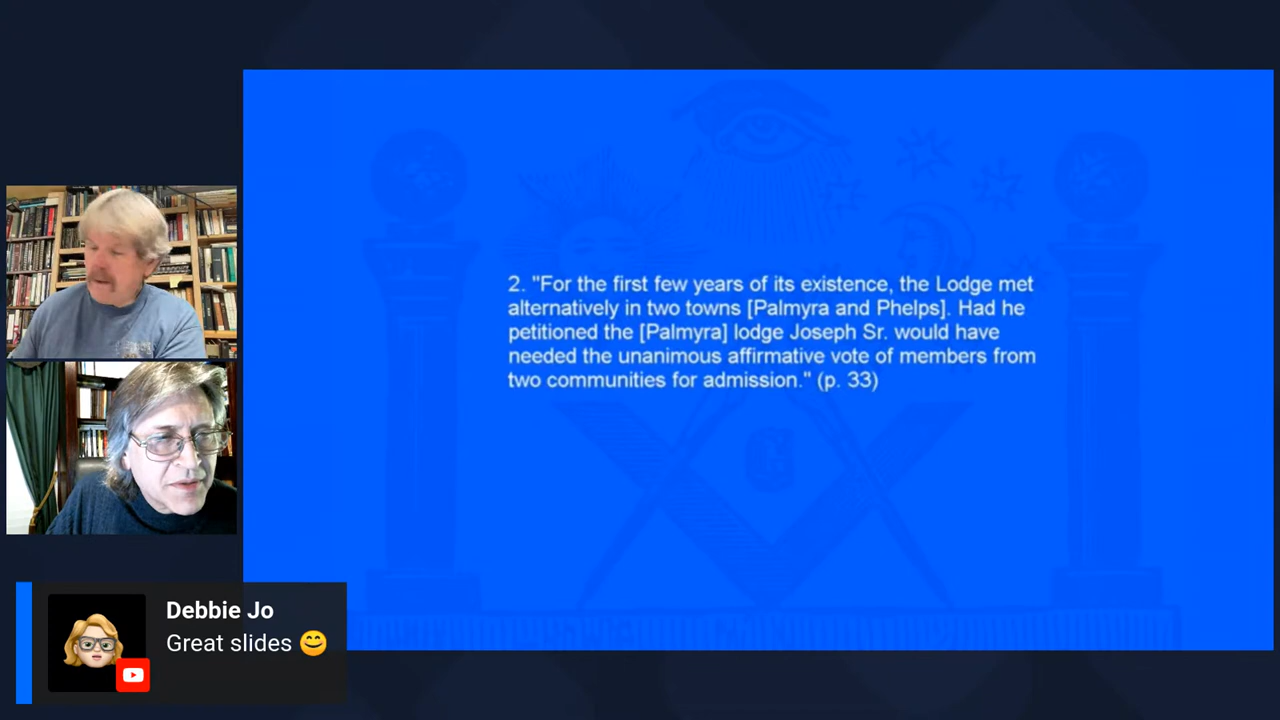 2. "For the first few years of its existence, the Lodge met
alternatively in two towns [Palmyra and Phelps]. Had he
petitioned the [Palmyra] lodge Joseph Sr. would have
needed the unanimous affirmative vote of members from
two communities for admission." (p. 33)
G
Debbie Jo
Great slides 😊